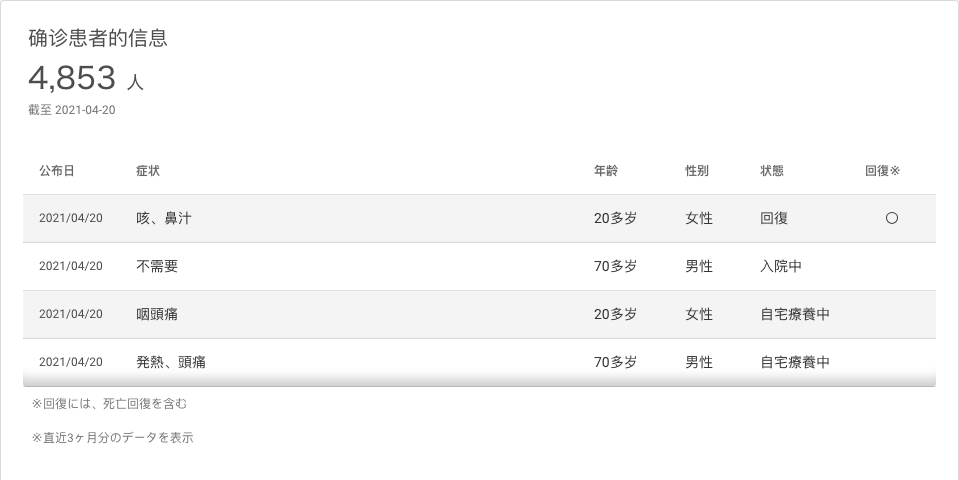 确诊患者的信息
4,853 人
截至 2021-04-20
公布日 症状 年龄 性别 状態 回復※
2021/04/20 咳、鼻汁 20多岁 女性 回復 〇
2021/04/20 不需要 70多岁 男性 入院中
2021/04/20 咽頭痛 20多岁 女性 自宅療養中
2021/04/20 発熱、頭痛 70多岁 男性 自宅療養中
※回復には、死亡回復を含む
※直近3ヶ月分のデータを表示